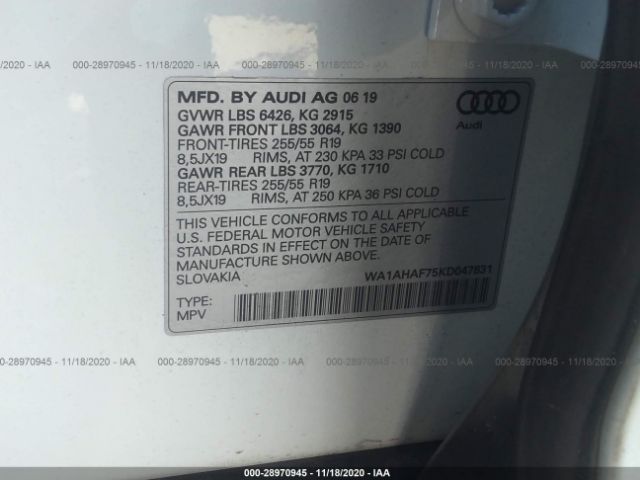 000-28970945 - 11/18/2020 - IAA
000-28970945 - 11/18/2020 - IAA
11/18/2020 - IAA
MFD. BY AUDI AG 06 19
GVWR LBS 6426, KG 2915
GAWR FRONT LBS 3064, KG 1390
FRONT-TIRES 255/55 R19
8,5JX19 RIMS, AT 230 KPA 33 PSI COLD
GAWR REAR LBS 3770, KG 1710
REAR-TIRES 255/55 R19
8,5JX19 RIMS, AT 250 KPA 36 PSI COLD
Audi
THIS VEHICLE CONFORMS TO ALL APPLICABLE
U.S. FEDERAL MOTOR VEHICLE SAFETY
STANDARDS IN EFFECT ON THE DATE OF
MANUFACTURE SHOWN ABOVE.
SLOVAKIA WA1AHAF75KD047831
TYPE:
MPV
000-28970945 - 11/18/2020 - IAA
000-28970945 - 11/18/2020 - IAA
11/18/2020 - IAA
000-28970945 - 11/18/2020 - IAA